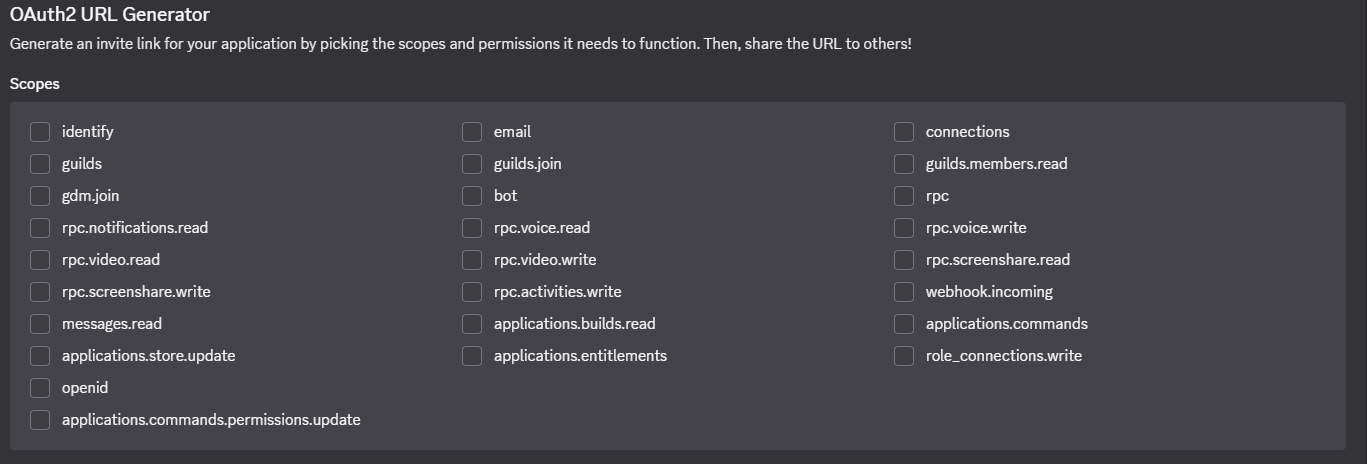 OAuth2 URL Generator
Generate an invite link for your application by picking the scopes and permissions it needs to function. Then, share the URL to others!
Scopes
identify email connections
guilds guilds.join guilds.members.read
gdm.join bot rpc
rpc.notifications.read rpc.voice.read rpc.voice.write
rpc.video.read rpc.video.write rpc.screenshare.read
rpc.screenshare.write rpc.activities.write webhook.incoming
messages.read applications.builds.read applications.commands
applications.store.update applications.entitlements role_connections.write
openid
applications.commands.permissions.update